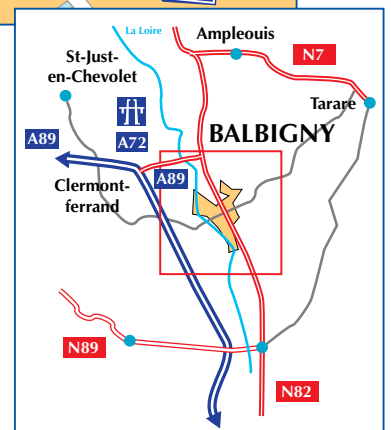 La Loire
Ampleouis
N7
St-Just-
en-Chevolet
Tarare
A89
A72
BALBIGNY
A89
Clermont-
ferrand
N89
N82